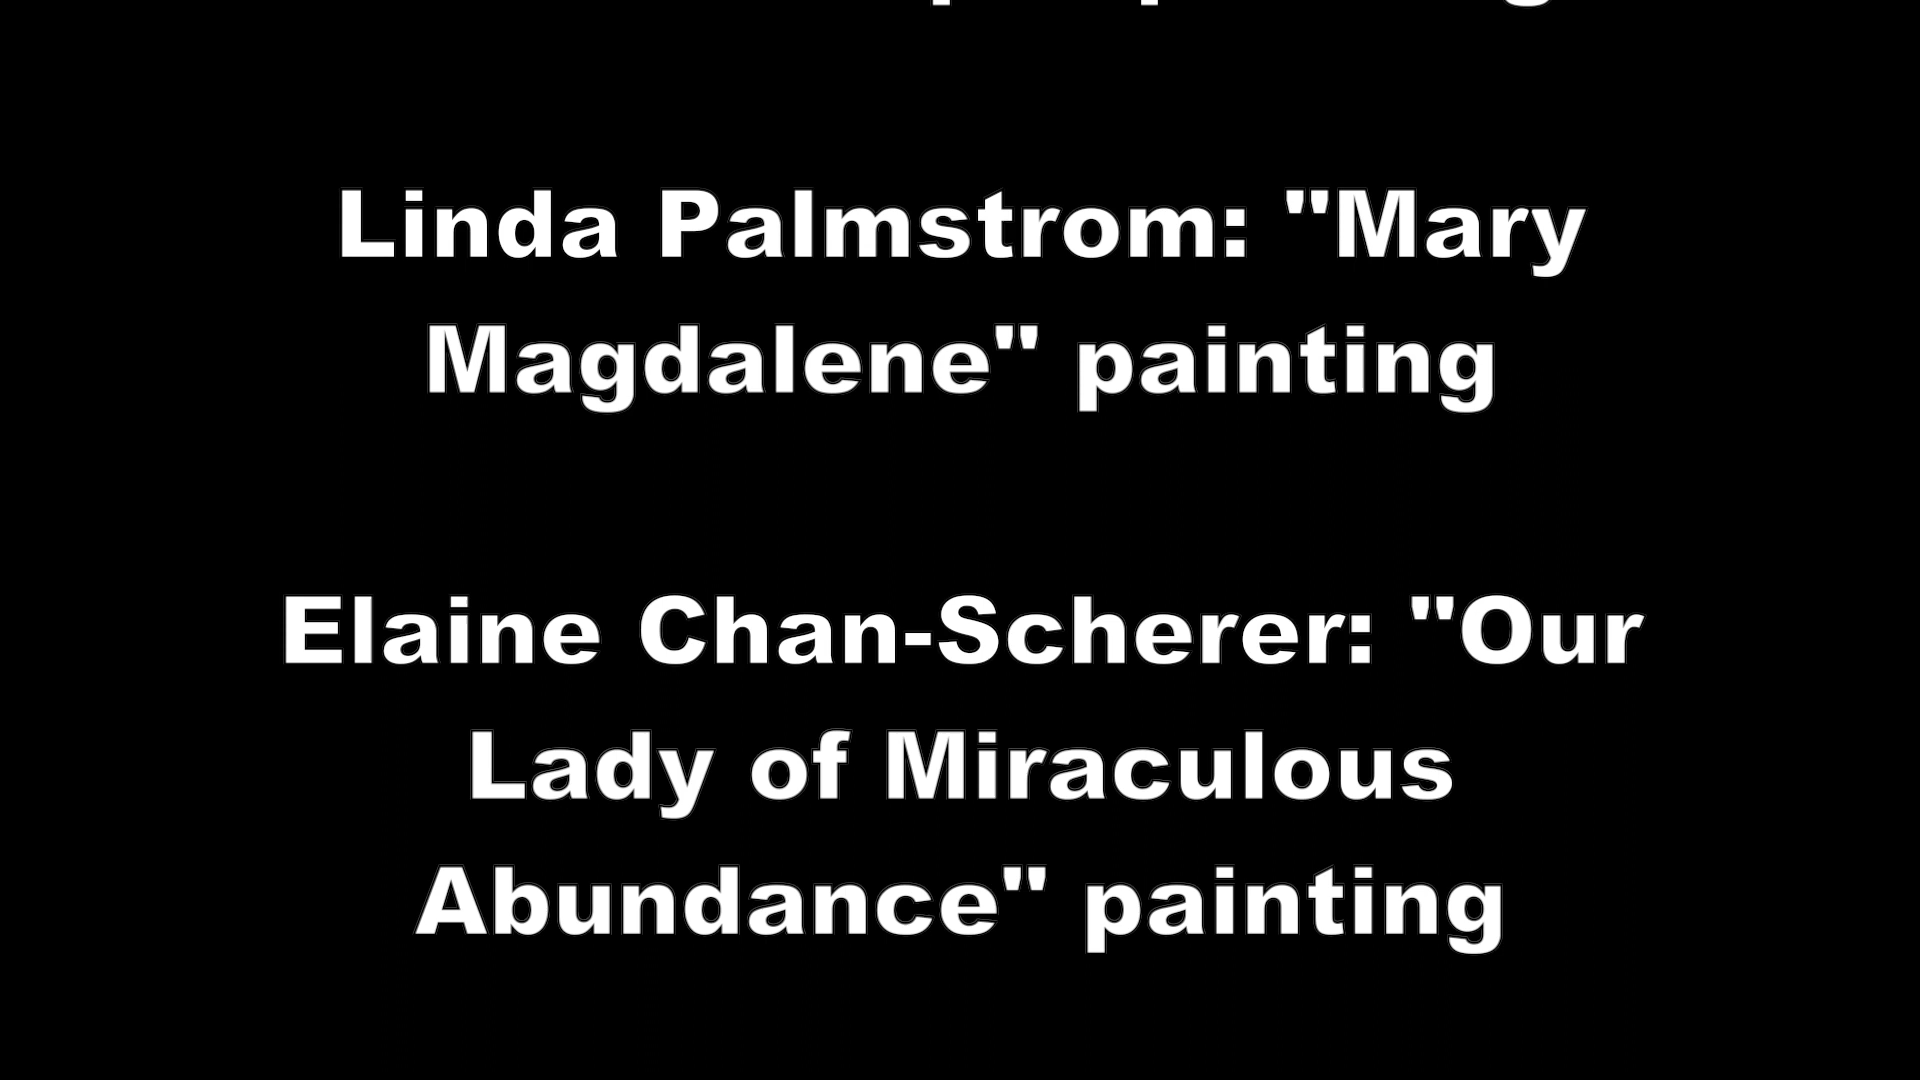 Linda Palmstrom: "Mary
Magdalene" painting
Elaine Chan-Scherer: "Our
Lady of Miraculous
Abundance" painting